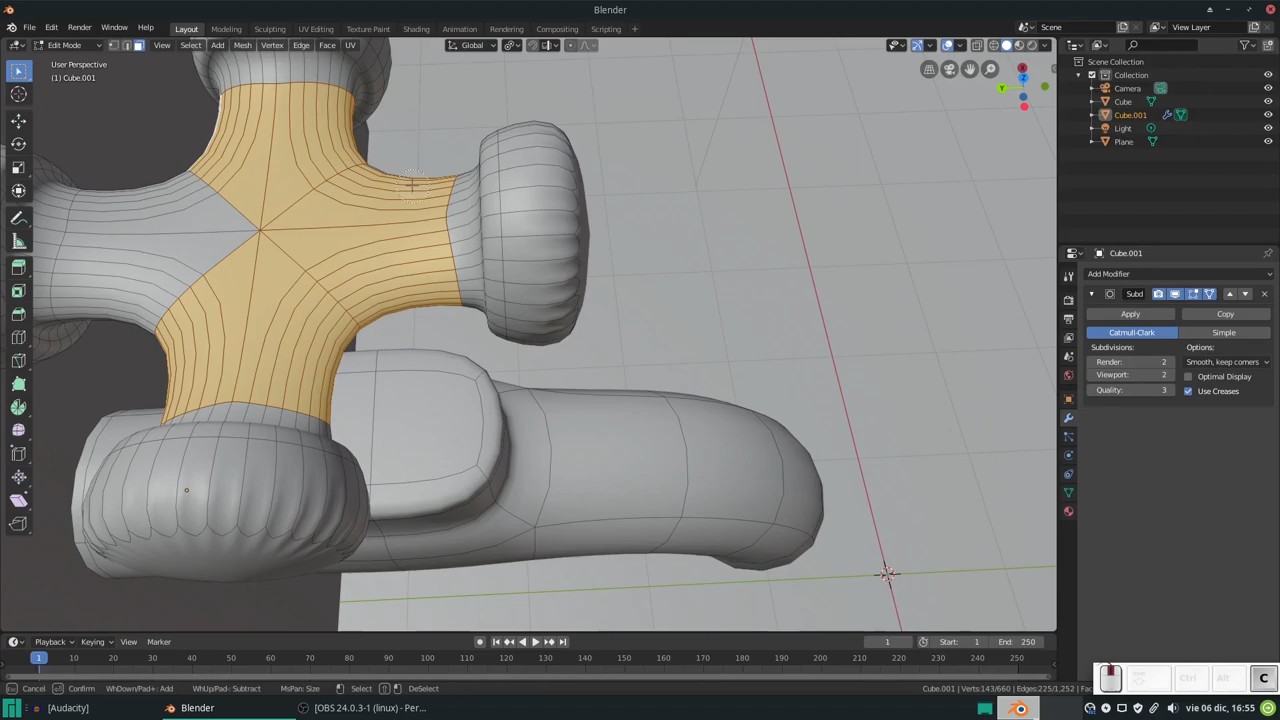 Blender
File Edit Render Window Help Layout Modeling Sculpting UV Editing Texture Paint Shading Animation Rendering Compositing Scripting Scene View Layer
Edit Mode View Select Add Mesh Vertex Edge Face UV Global
User Perspective
(1) Cube.001
X
Z
Y
Scene Collection
Collection
Camera
Cube
Cube.001
Light
Plane
Cube.001
Add Modifier
Subd
Apply Copy
Catmull-Clark Simple
Subdivisions: Options:
Render: 2 Smooth, keep corners
Viewport: 2 Optimal Display
Quality: 3 Use Creases
Playback Keying View Marker 1 Start: 1 End: 250
1 10 20 30 40 50 60 70 80 90 100 110 120 130 140 150 160 170 180 190 200 210 220 230 240 250
Ctrl Alt C
Cancel Confirm WhDown/Pad+: Add WhUp/Pad-: Subtract MsPan: Size Select DeSelect Cube.001 | Verts:143/660 | Edges:225/1,252 | Fac
[Audacity] Blender [OBS 24.0.3-1 (linux) - Per... vie 06 dic, 16:55